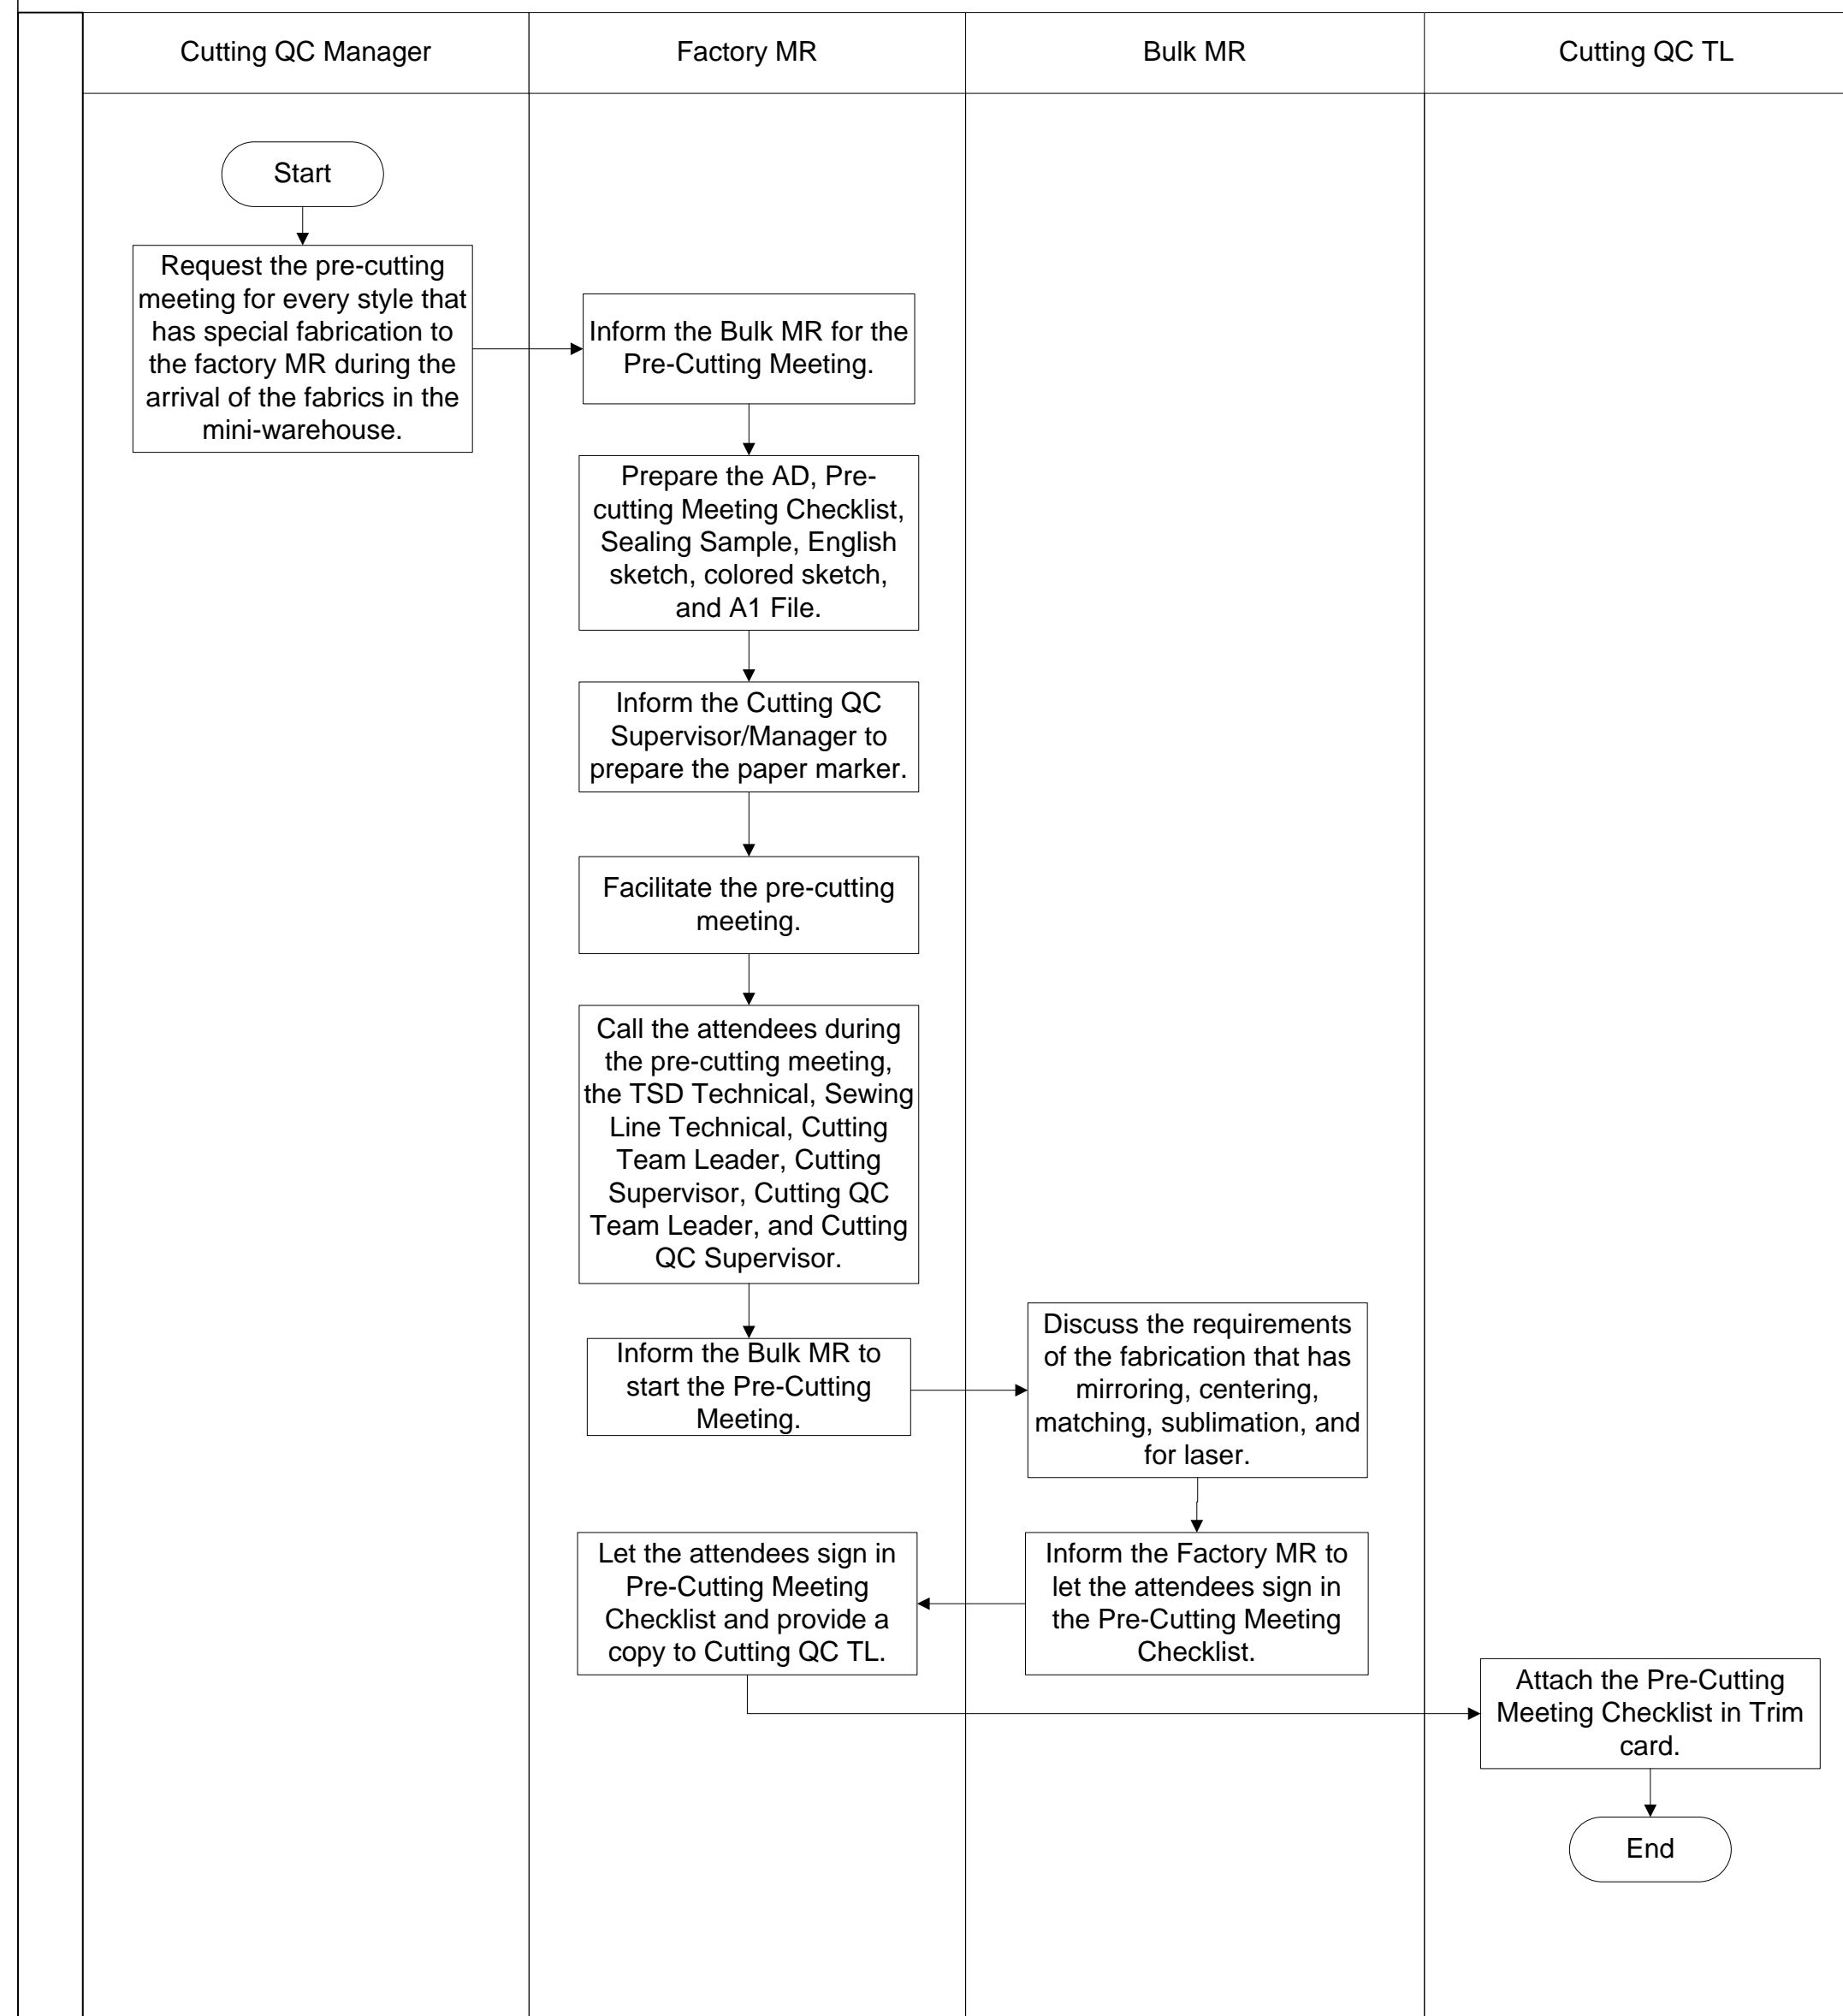 Cutting QC Manager
Factory MR
Bulk MR
Cutting QC TL
Start
Request the pre-cutting
meeting for every style that
has special fabrication to
the factory MR during the
arrival of the fabrics in the
mini-warehouse.
Inform the Bulk MR for the
Pre-Cutting Meeting.
Prepare the AD, Pre-
cutting Meeting Checklist,
Sealing Sample, English
sketch, colored sketch,
and A1 File.
Inform the Cutting QC
Supervisor/Manager to
prepare the paper marker.
Facilitate the pre-cutting
meeting.
Call the attendees during
the pre-cutting meeting,
the TSD Technical, Sewing
Line Technical, Cutting
Team Leader, Cutting
Supervisor, Cutting QC
Team Leader, and Cutting
QC Supervisor.
Inform the Bulk MR to
start the Pre-Cutting
Meeting.
Discuss the requirements
of the fabrication that has
mirroring, centering,
matching, sublimation, and
for laser.
Inform the Factory MR to
let the attendees sign in
the Pre-Cutting Meeting
Checklist.
Let the attendees sign in
Pre-Cutting Meeting
Checklist and provide a
copy to Cutting QC TL.
Attach the Pre-Cutting
Meeting Checklist in Trim
card.
End